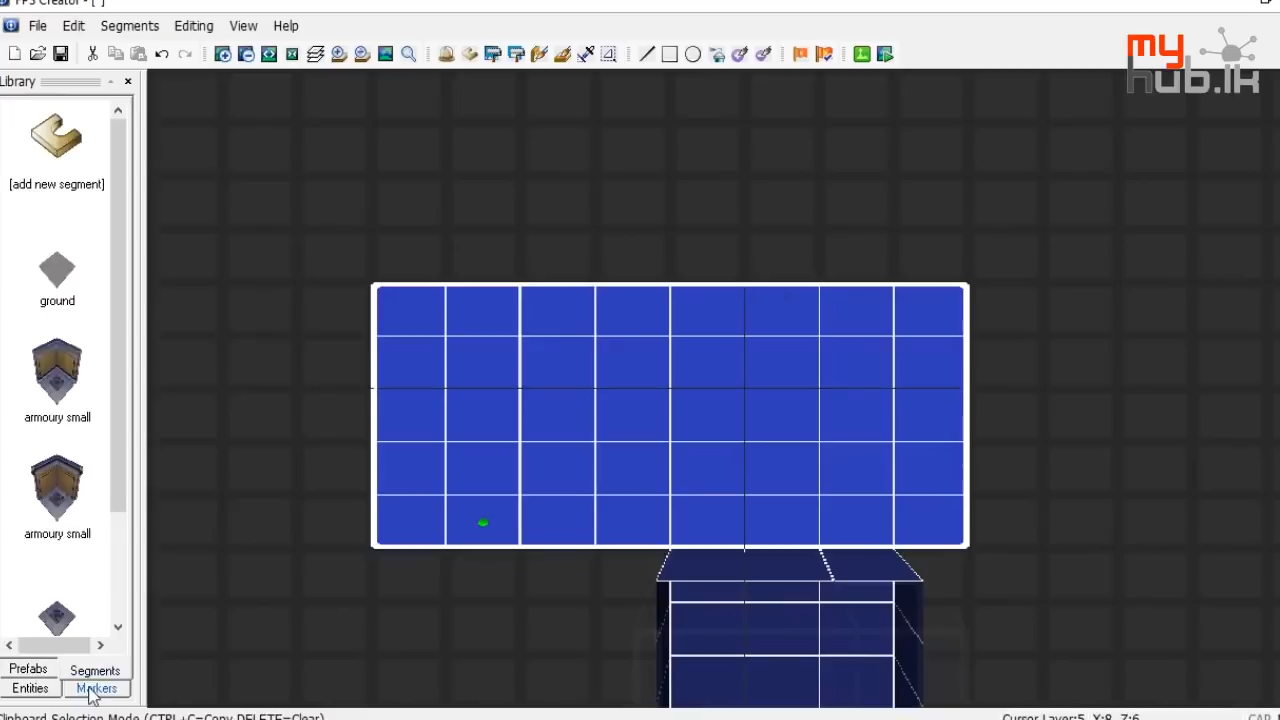 FPS Creator - [ ]
File Edit Segments Editing View Help
my
hub.lk
Library
[add new segment]
ground
armoury small
armoury small
Prefabs Segments
Entities Markers
Clipboard Selection Mode (CTRL+C=Copy DELETE=Clear)
Cursor Layer:5, X:8, Z:6
CAP